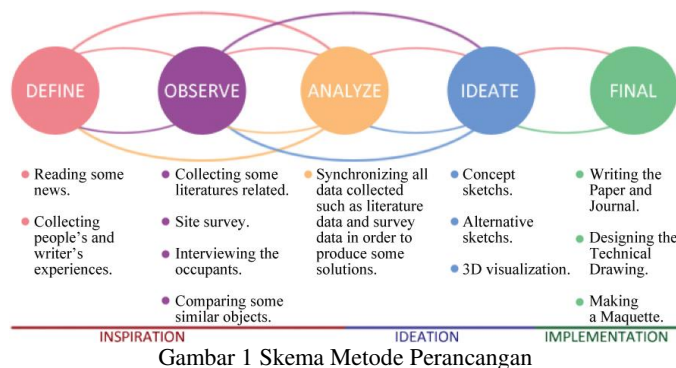 DEFINE
OBSERVE
ANALYZE
IDEATE
FINAL
Reading some
news.
Collecting
people's and
writer's
experiences.
Collecting some
literatures related.
Site survey.
Interviewing the
occupants.
Comparing some
similar objects.
Synchronizing all
data collected
such as literature
data and survey
data in order to
produce some
solutions.
Concept
sketchs.
Alternative
sketchs.
3D visualization.
Writing the
Paper and
Journal.
Designing the
Technical
Drawing.
Making
a Maquette.
INSPIRATION
IDEATION
IMPLEMENTATION
Gambar 1 Skema Metode Perancangan